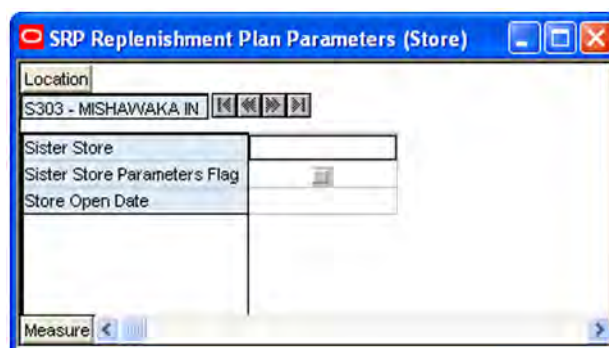 SRP Replenishment Plan Parameters (Store)
Location
S303 - MISHAWAKA IN
Sister Store
Sister Store Parameters Flag
Store Open Date
Measure